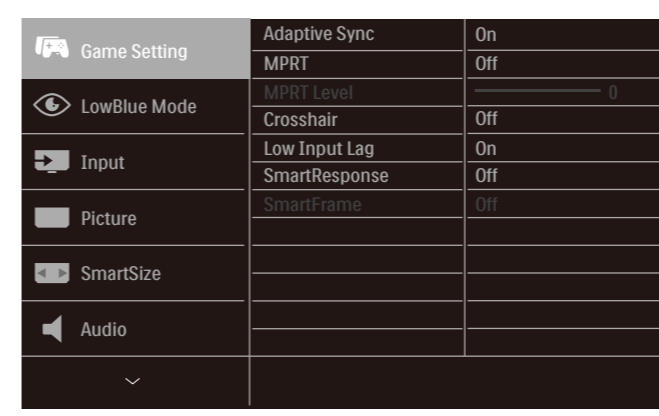 Game Setting
LowBlue Mode
Input
Picture
SmartSize
Audio
Adaptive Sync On
MPRT Off
MPRT Level 0
Crosshair Off
Low Input Lag On
SmartResponse Off
SmartFrame Off